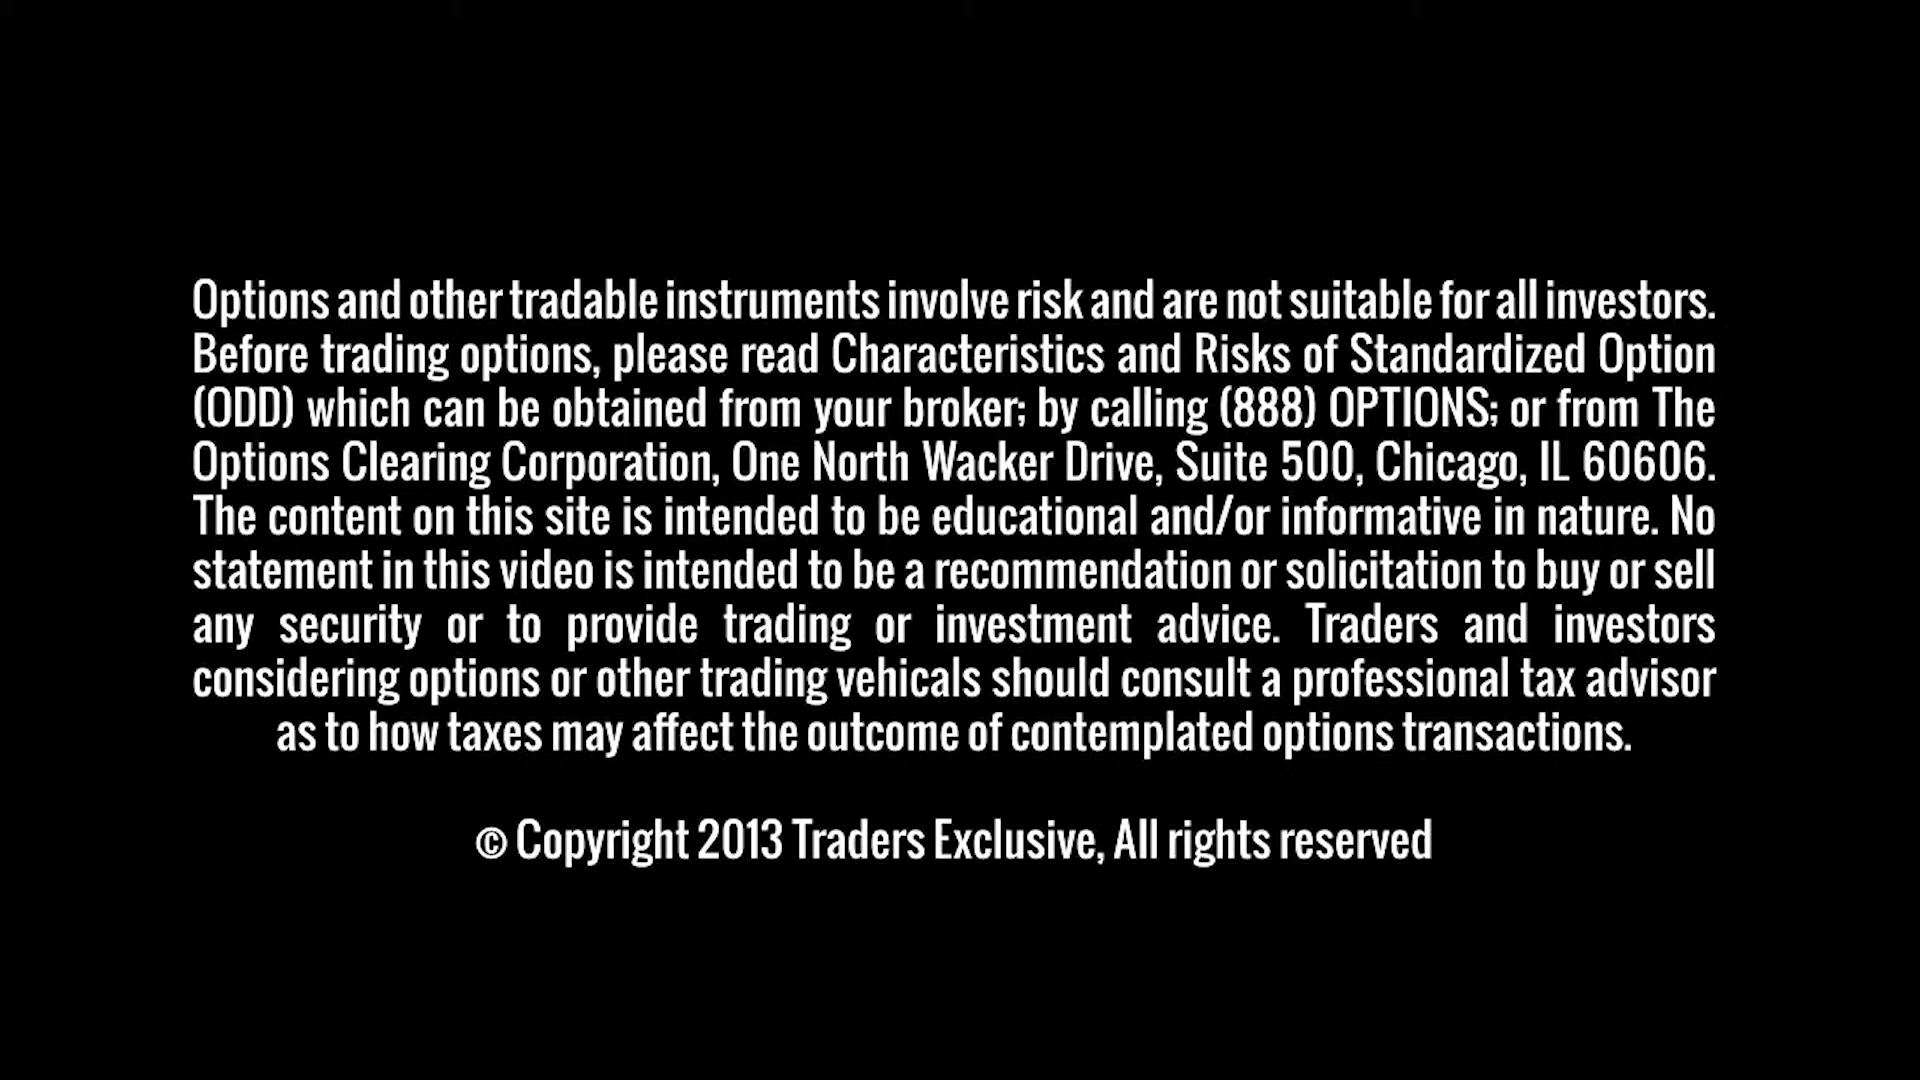 Options and other tradable instruments involve risk and are not suitable for all investors.
Before trading options, please read Characteristics and Risks of Standardized Option
(ODD) which can be obtained from your broker; by calling (888) OPTIONS; or from The
Options Clearing Corporation, One North Wacker Drive, Suite 500, Chicago, IL 60606.
The content on this site is intended to be educational and/or informative in nature. No
statement in this video is intended to be a recommendation or solicitation to buy or sell
any security or to provide trading or investment advice. Traders and investors
considering options or other trading vehicals should consult a professional tax advisor
as to how taxes may affect the outcome of contemplated options transactions.
© Copyright 2013 Traders Exclusive, All rights reserved